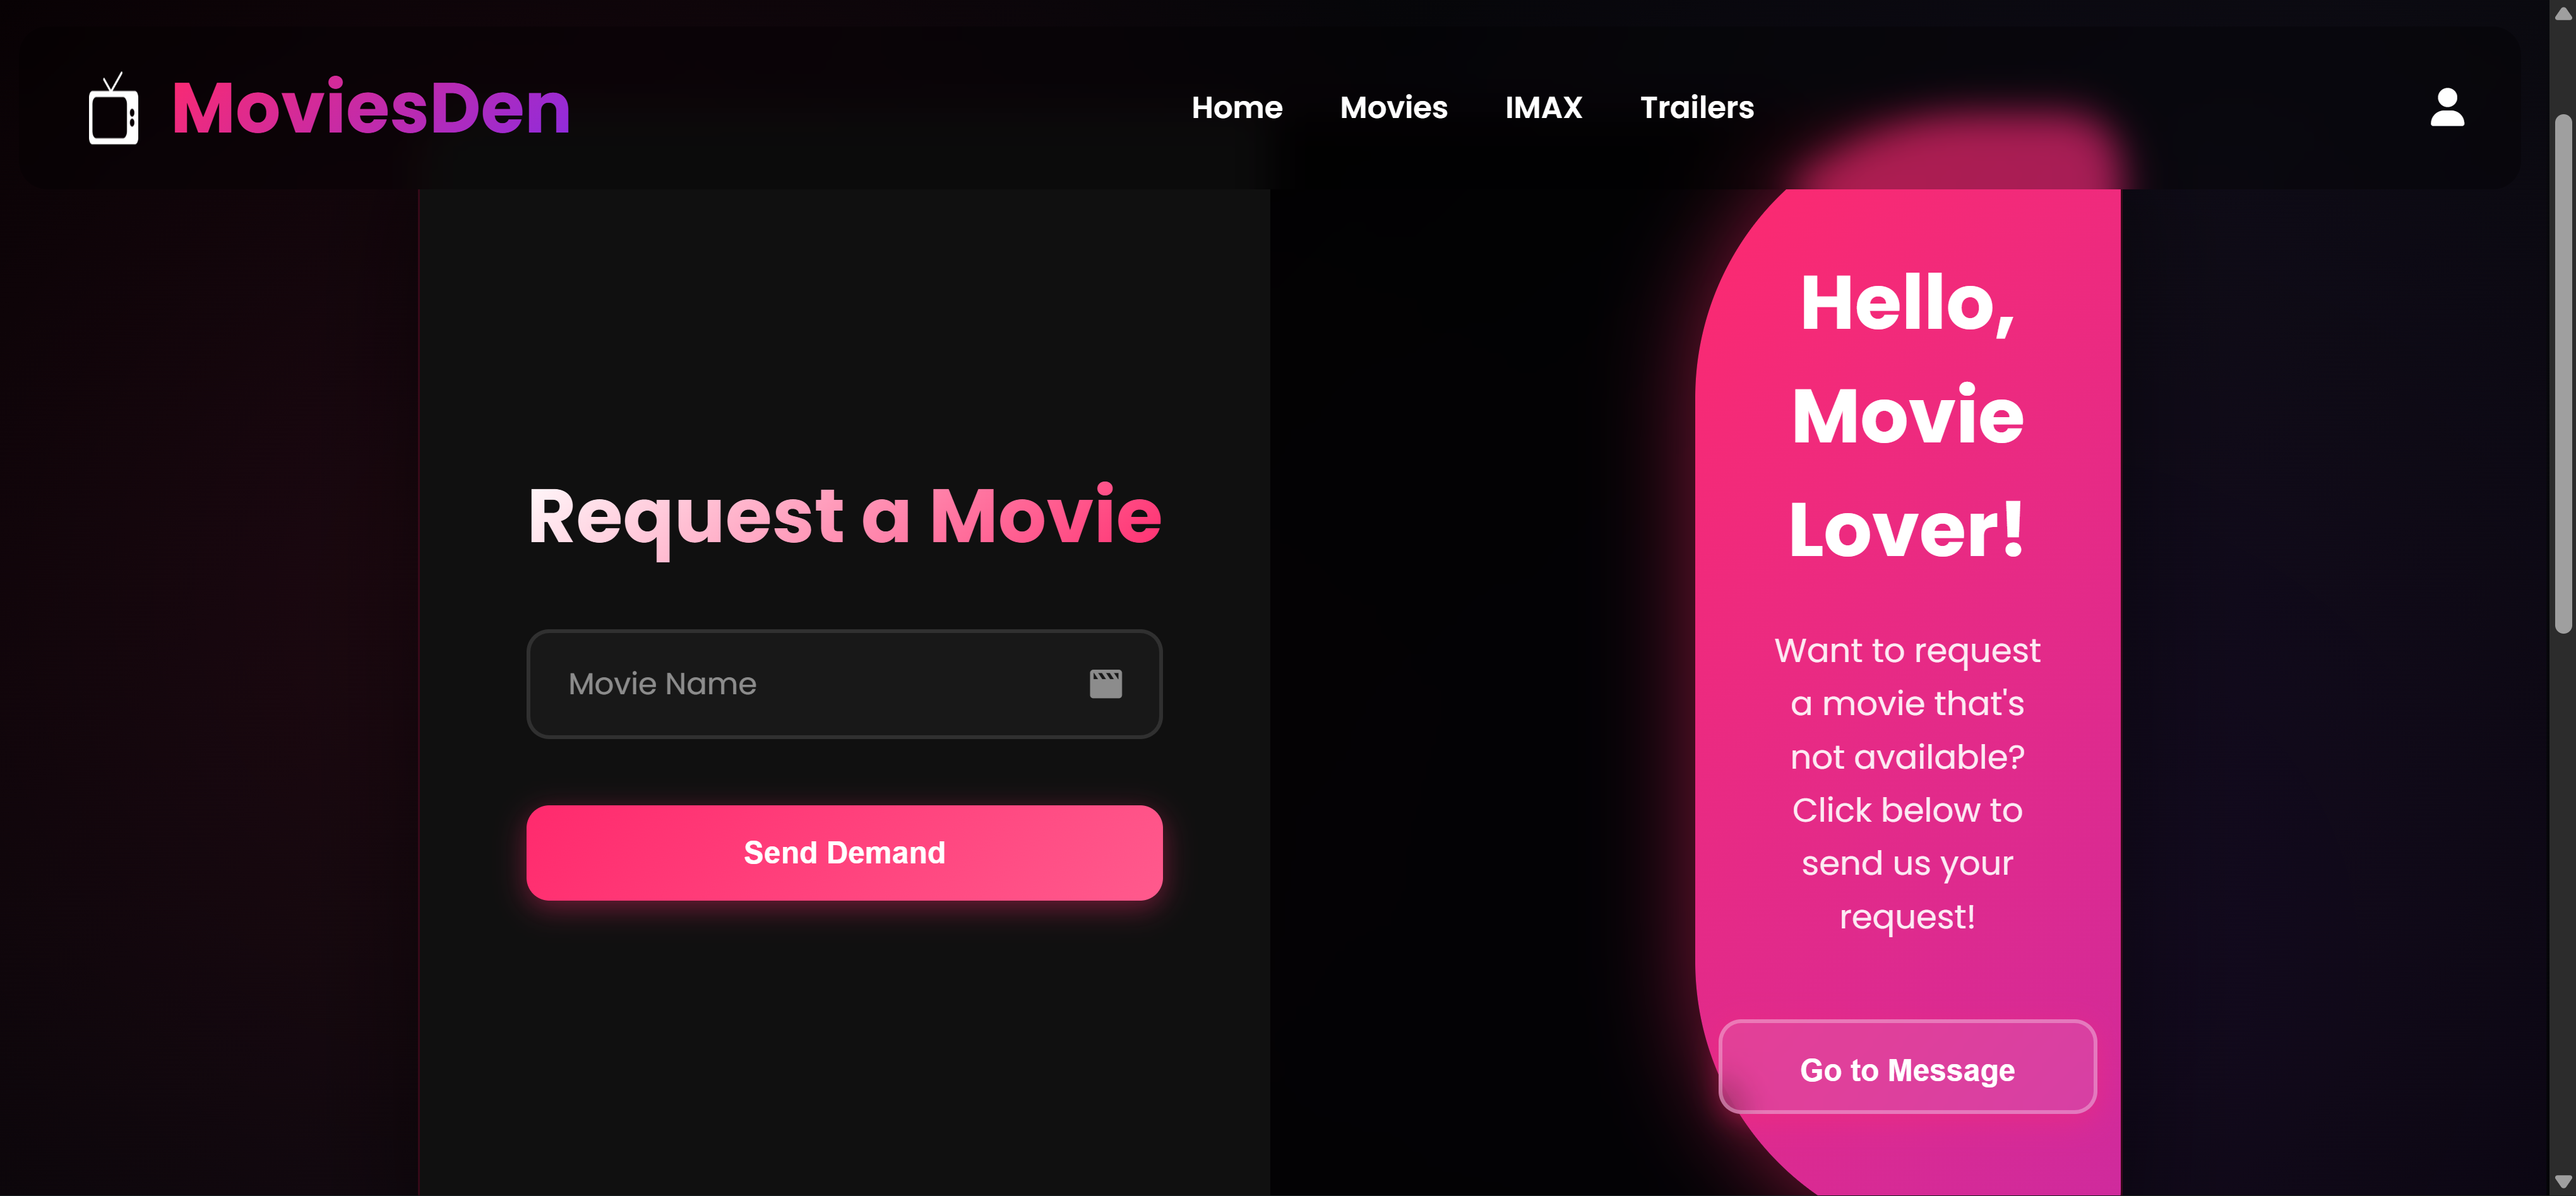 MoviesDen
Home
Movies
IMAX
Trailers
Request a Movie
Movie Name
Send Demand
Hello,
Movie
Lover!
Want to request
a movie that's
not available?
Click below to
send us your
request!
Go to Message